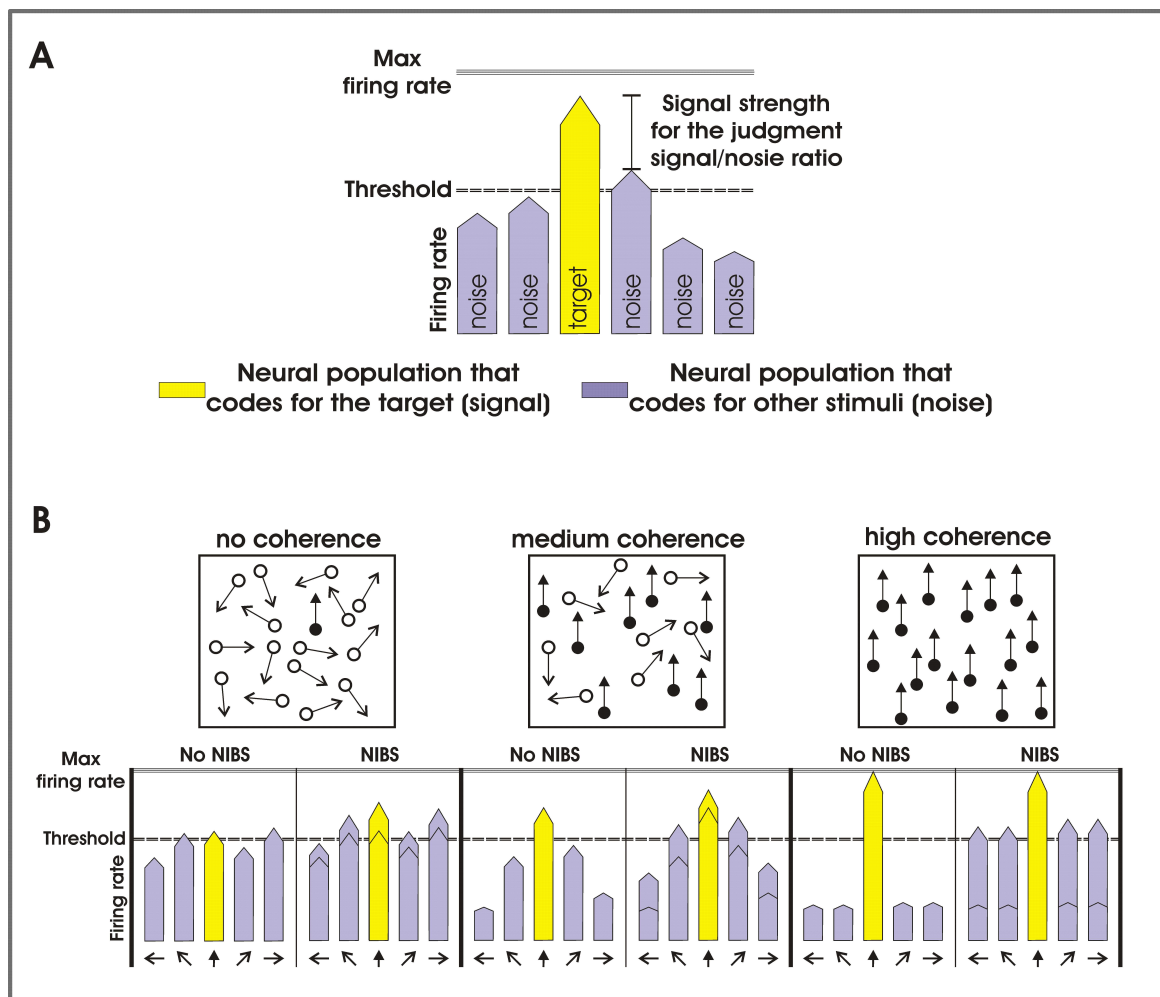 A
Max
firing rate
Signal strength
for the judgment
signal/nosie ratio
Threshold
Firing rate
noise
noise
target
noise
noise
noise
Neural population that
codes for the target (signal)
Neural population that
codes for other stimuli (noise)
B
no coherence
medium coherence
high coherence
Max
firing rate
No NIBS
NIBS
No NIBS
NIBS
No NIBS
NIBS
Threshold
Firing rate